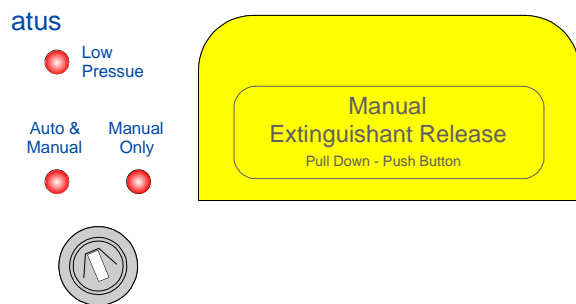 atus
Low
Pressue
Auto &
Manual
Manual
Only
Manual
Extinguishant Release
Pull Down - Push Button